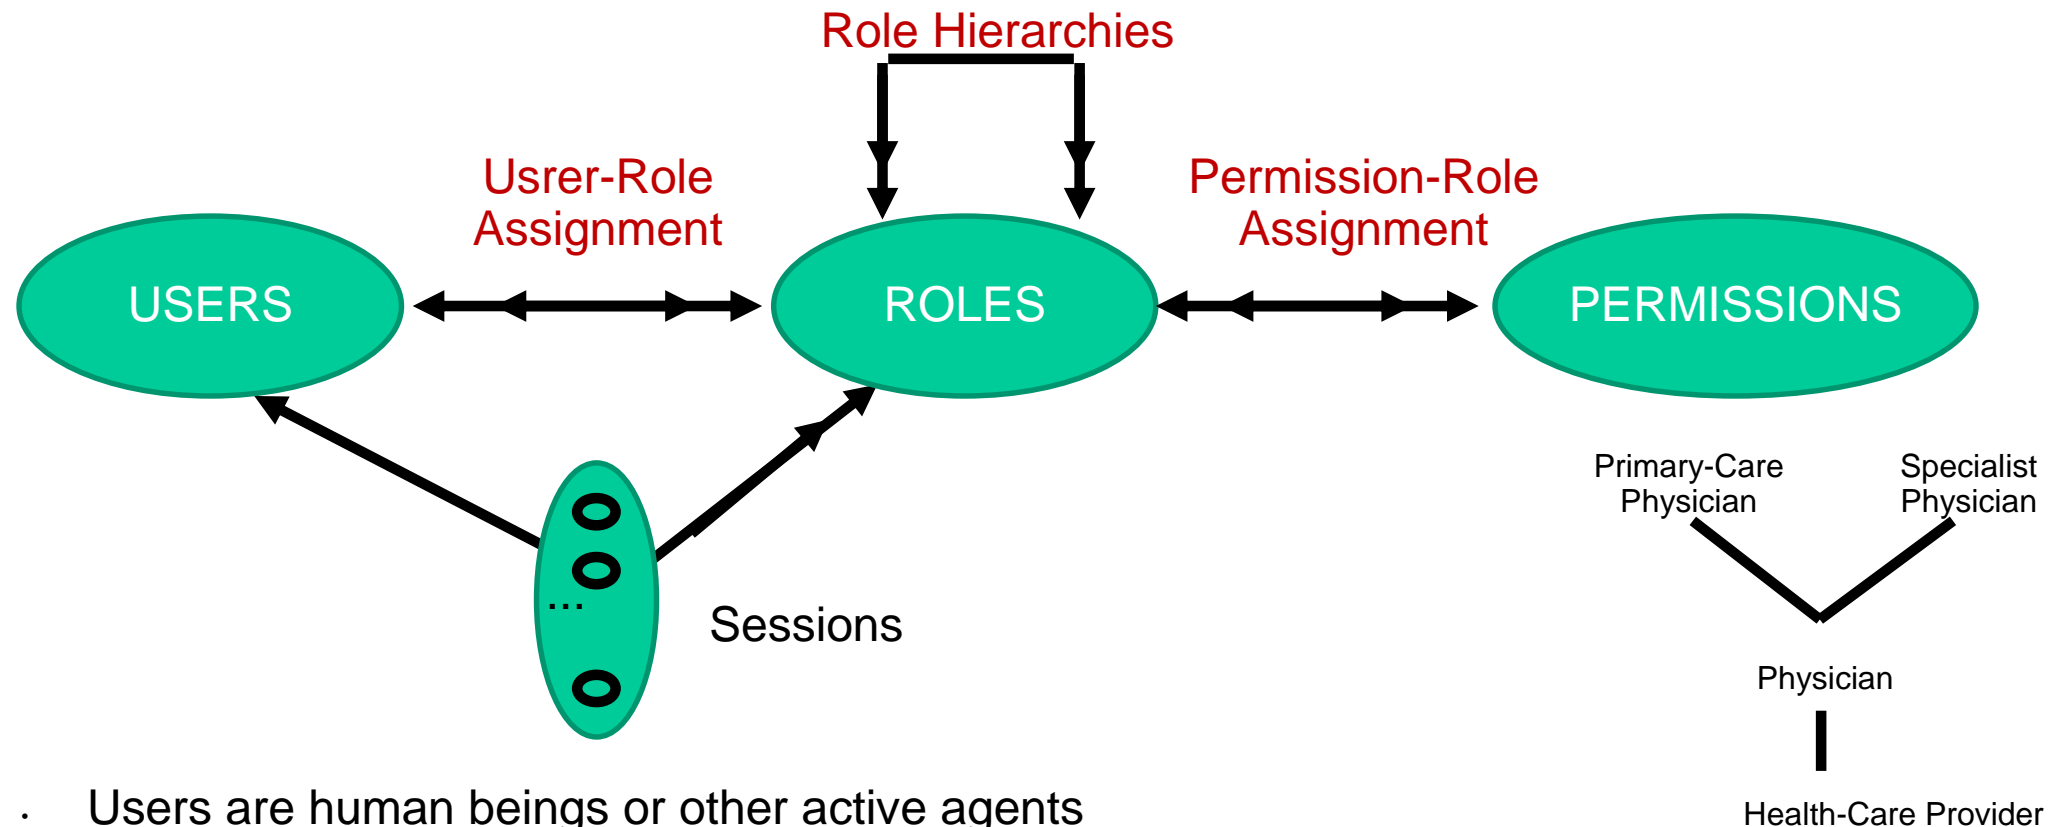 Role Hierarchies
Usrer-Role
Assignment
Permission-Role
Assignment
USERS
ROLES
PERMISSIONS
Primary-Care
Physician
Specialist
Physician
...
Sessions
Physician
· Users are human beings or other active agents
Health-Care Provider